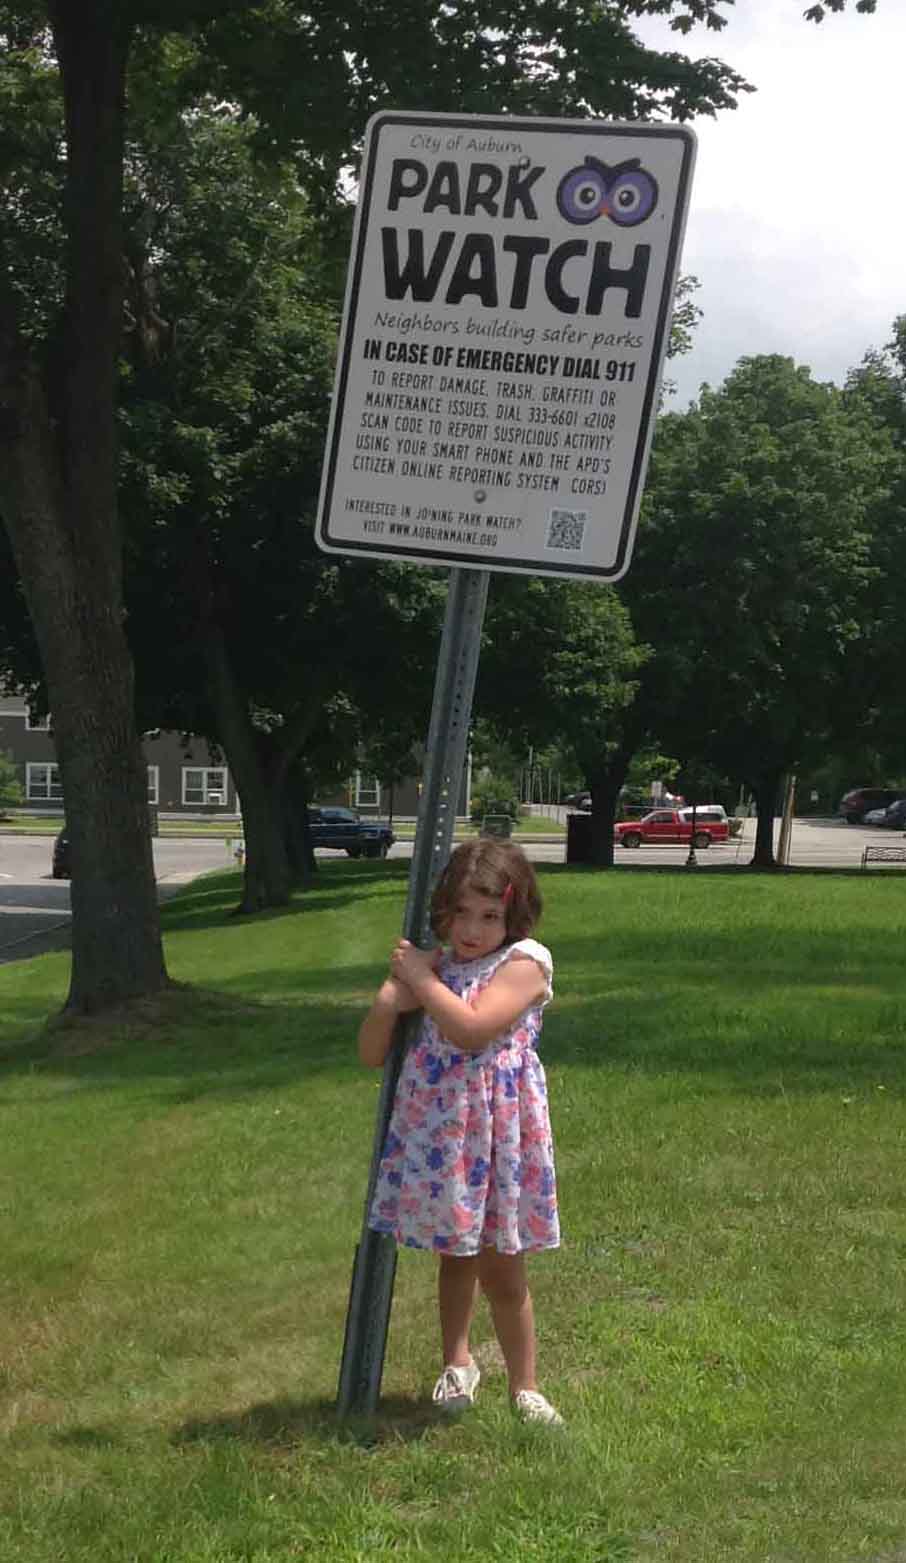 City of Auburn
PARK
WATCH
Neighbors building safer parks
IN CASE OF EMERGENCY DIAL 911
TO REPORT DAMAGE, TRASH, GRAFFITI OR
MAINTENANCE ISSUES, DIAL 333-6601 x2108
SCAN CODE TO REPORT SUSPICIOUS ACTIVITY
USING YOUR SMART PHONE AND THE APD'S
CITIZEN ONLINE REPORTING SYSTEM CORS)
INTERESTED IN JOINING PARK WATCH?
VISIT WWW.AUBURNMAINE.ORG